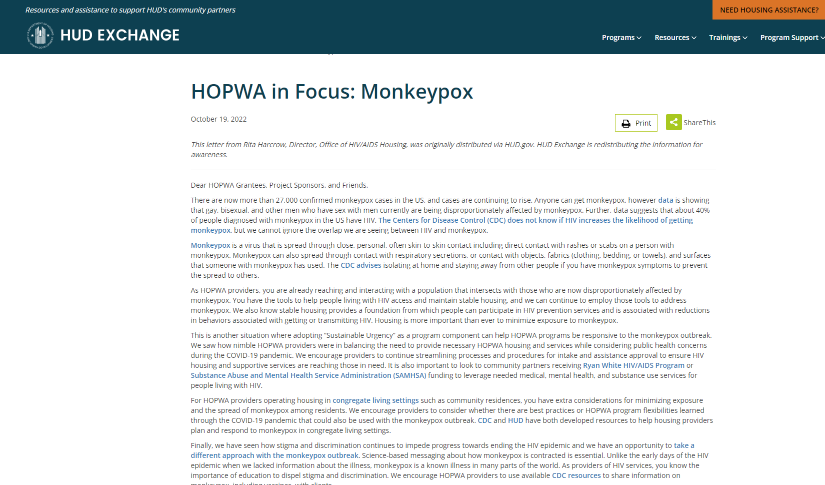 Resources and assistance to support HUD's community partners
NEED HOUSING ASSISTANCE?
HUD EXCHANGE
Programs
Resources
Trainings
Program Support
HOPWA in Focus: Monkeypox
October 19, 2022
Print
ShareThis
This letter from Rita Harcrow, Director, Office of HIV/AIDS Housing, was originally distributed via HUD.gov. HUD Exchange is redistributing the information for
awareness.
Dear HOPWA Grantees, Project Sponsors, and Friends,
There are now more than 27,000 confirmed monkeypox cases in the US, and cases are continuing to rise. Anyone can get monkeypox, however data is showing
that gay, bisexual, and other men who have sex with men currently are being disproportionately affected by monkeypox. Further, data suggests that about 40%
of people diagnosed with monkeypox in the US have HIV. The Centers for Disease Control (CDC) does not know if HIV increases the likelihood of getting
monkeypox, but we cannot ignore the overlap we are seeing between HIV and monkeypox.
Monkeypox is a virus that is spread through close, personal, often skin-to-skin contact including direct contact with rashes or scabs on a person with
monkeypox. Monkeypox can also spread through contact with respiratory secretions, or contact with objects, fabrics (clothing, bedding, or towels), and surfaces
that someone with monkeypox has used. The CDC advises isolating at home and staying away from other people if you have monkeypox symptoms to prevent
the spread to others.
As HOPWA providers, you are already reaching and interacting with a population that intersects with those who are now disproportionately affected by
monkeypox. You have the tools to help people living with HIV access and maintain stable housing, and we can continue to employ those tools to address
monkeypox. We also know stable housing provides a foundation from which people can participate in HIV prevention services and is associated with reductions
in behaviors associated with getting or transmitting HIV. Housing is more important than ever to minimize exposure to monkeypox.
This is another situation where adopting "Sustainable Urgency" as a program component can help HOPWA programs be responsive to the monkeypox outbreak.
We saw how nimble HOPWA providers were in balancing the need to provide necessary HOPWA housing and services while considering public health concerns
during the COVID-19 pandemic. We encourage providers to continue streamlining processes and procedures for intake and assistance approval to ensure HIV
housing and supportive services are reaching those in need. It is also important to look to community partners receiving Ryan White HIV/AIDS Program or
Substance Abuse and Mental Health Service Administration (SAMHSA) funding to leverage needed medical, mental health, and substance use services for
people living with HIV.
For HOPWA providers operating housing in congregate living settings such as community residences, you have extra considerations for minimizing exposure
and the spread of monkeypox among residents. We encourage providers to consider whether there are best practices or HOPWA program flexibilities learned
through the COVID-19 pandemic that could also be used with the monkeypox outbreak. CDC and HUD have both developed resources to help housing providers
plan and respond to monkeypox in congregate living settings.
Finally, we have seen how stigma and discrimination continues to impede progress towards ending the HIV epidemic and we have an opportunity to take a
different approach with the monkeypox outbreak. Science-based messaging about how monkeypox is contracted is essential. Unlike the early days of the HIV
epidemic when we lacked information about the illness, monkeypox is a known illness in many parts of the world. As providers of HIV services, you know the
importance of education to dispel stigma and discrimination. We encourage HOPWA providers to use available CDC resources to share information on
monkeypox, including vaccines, with clients.